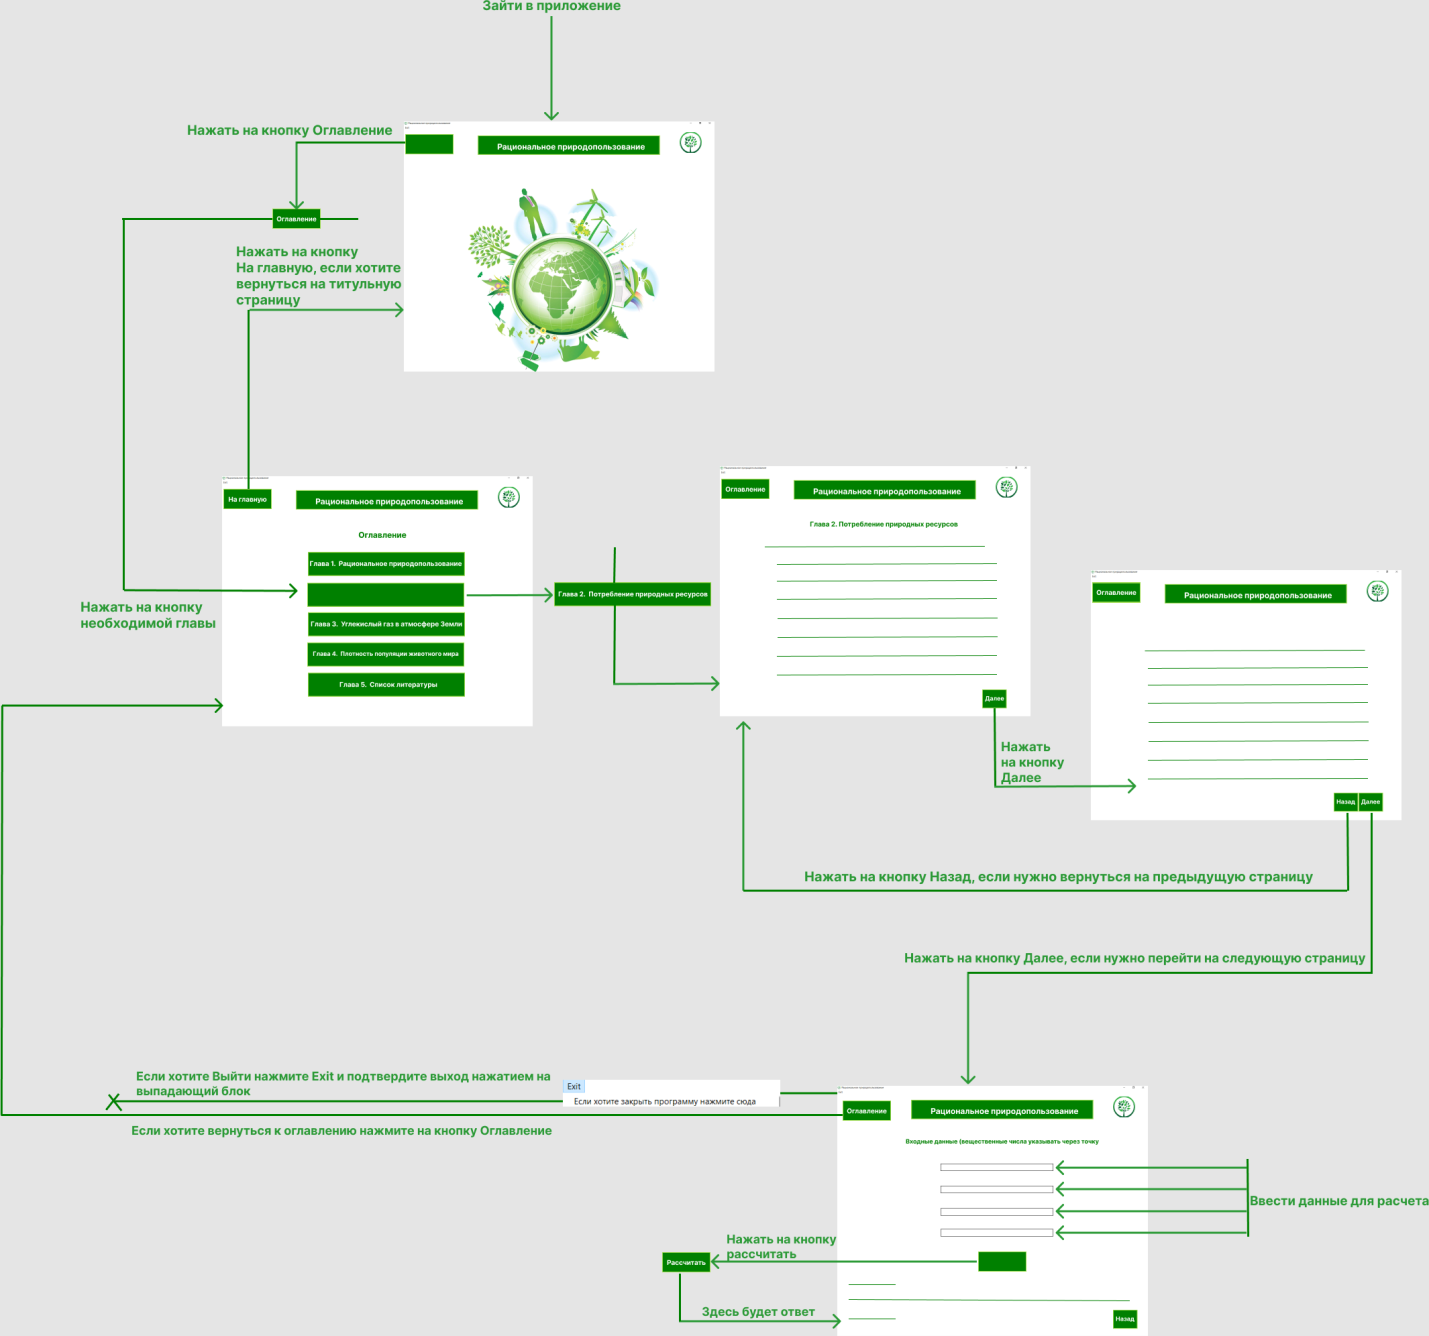 Зайти в приложение
Нажать на кнопку Оглавление
Рациональное природопользование
Оглавление
Нажать на кнопку
На главную, если хотите
вернуться на титульную
страницу
На главную
Рациональное природопользование
Оглавление
Глава 1. Рациональное природопользование
Глава 3. Углекислый газ в атмосфере Земли
Глава 4. Плотность популяции животного мира
Глава 5. Список литературы
Нажать на кнопку
необходимой главы
Глава 2. Потребление природных ресурсов
Оглавление
Рациональное природопользование
Глава 2. Потребление природных ресурсов
Далее
Нажать
на кнопку
Далее
Оглавление
Рациональное природопользование
Назад
Далее
Нажать на кнопку Назад, если нужно вернуться на предыдущую страницу
Нажать на кнопку Далее, если нужно перейти на следующую страницу
Если хотите Выйти нажмите Exit и подтвердите выход нажатием на
выпадающий блок
Exit
Если хотите закрыть программу нажмите сюда
Если хотите вернуться к оглавлению нажмите на кнопку Оглавление
Оглавление
Рациональное природопользование
Входные данные (вещественные числа указывать через точку
Ввести данные для расчета
Нажать на кнопку
рассчитать
Рассчитать
Здесь будет ответ
Назад